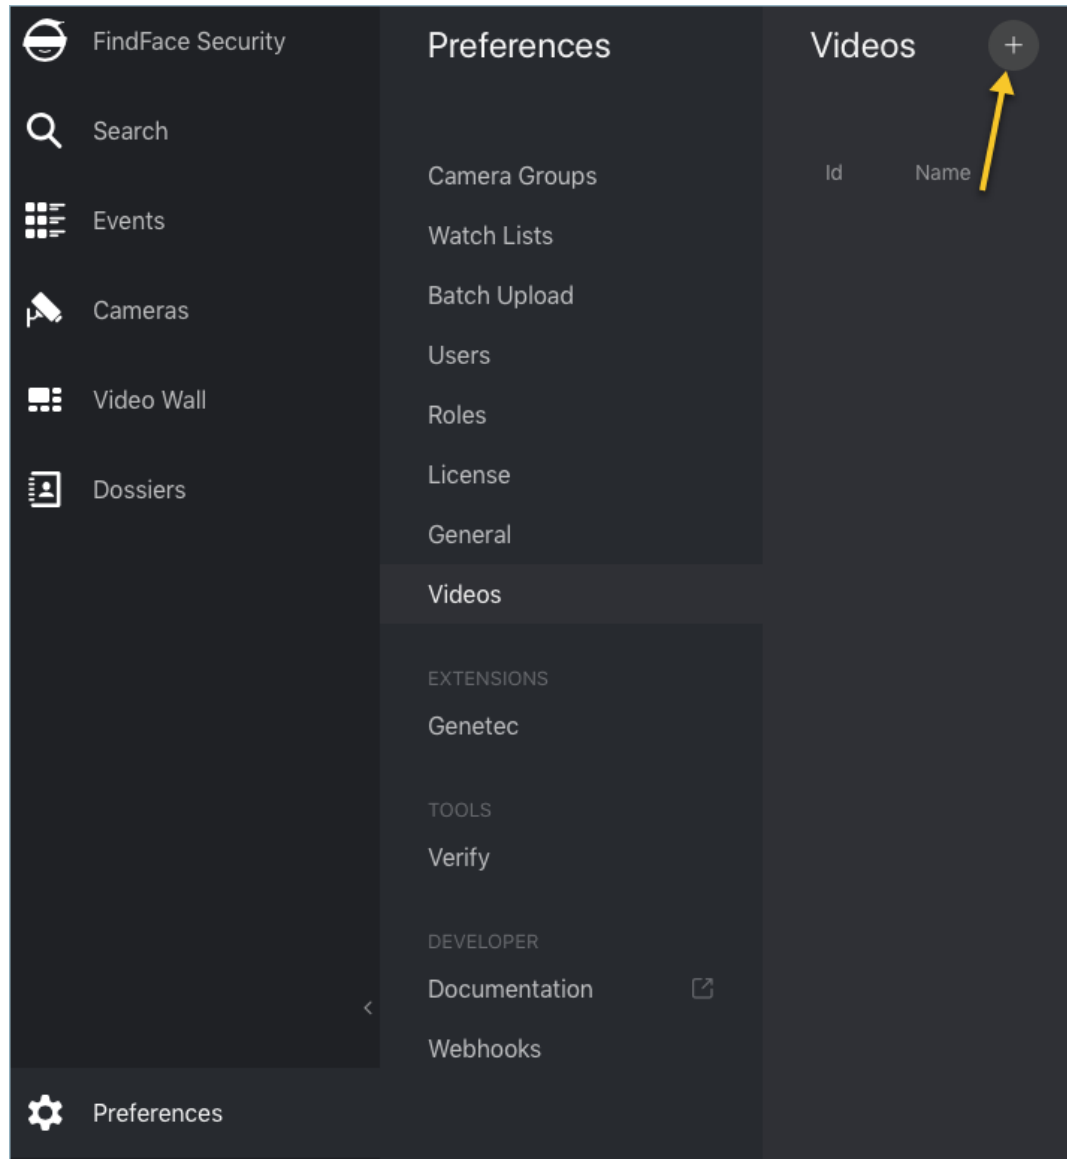 FindFace Security
Search
Events
Cameras
Video Wall
Dossiers
Preferences
Preferences
Camera Groups
Watch Lists
Batch Upload
Users
Roles
License
General
Videos
EXTENSIONS
Genetec
TOOLS
Verify
DEVELOPER
Documentation
Webhooks
Videos
Id Name